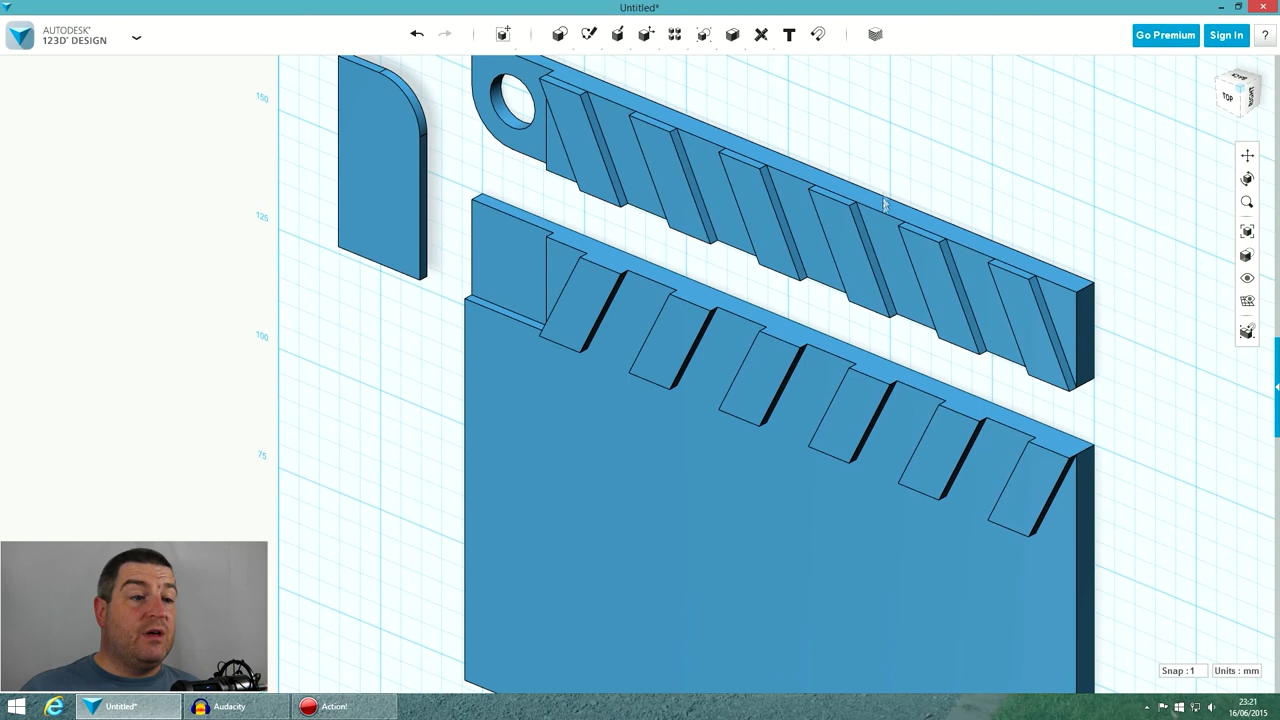 Untitled*
AUTODESK®
123D® DESIGN
Go Premium
Sign In
?
TOP
150
125
100
75
Snap : 1
Units : mm
Untitled*
Audacity
Action!
23:21
16/06/2015